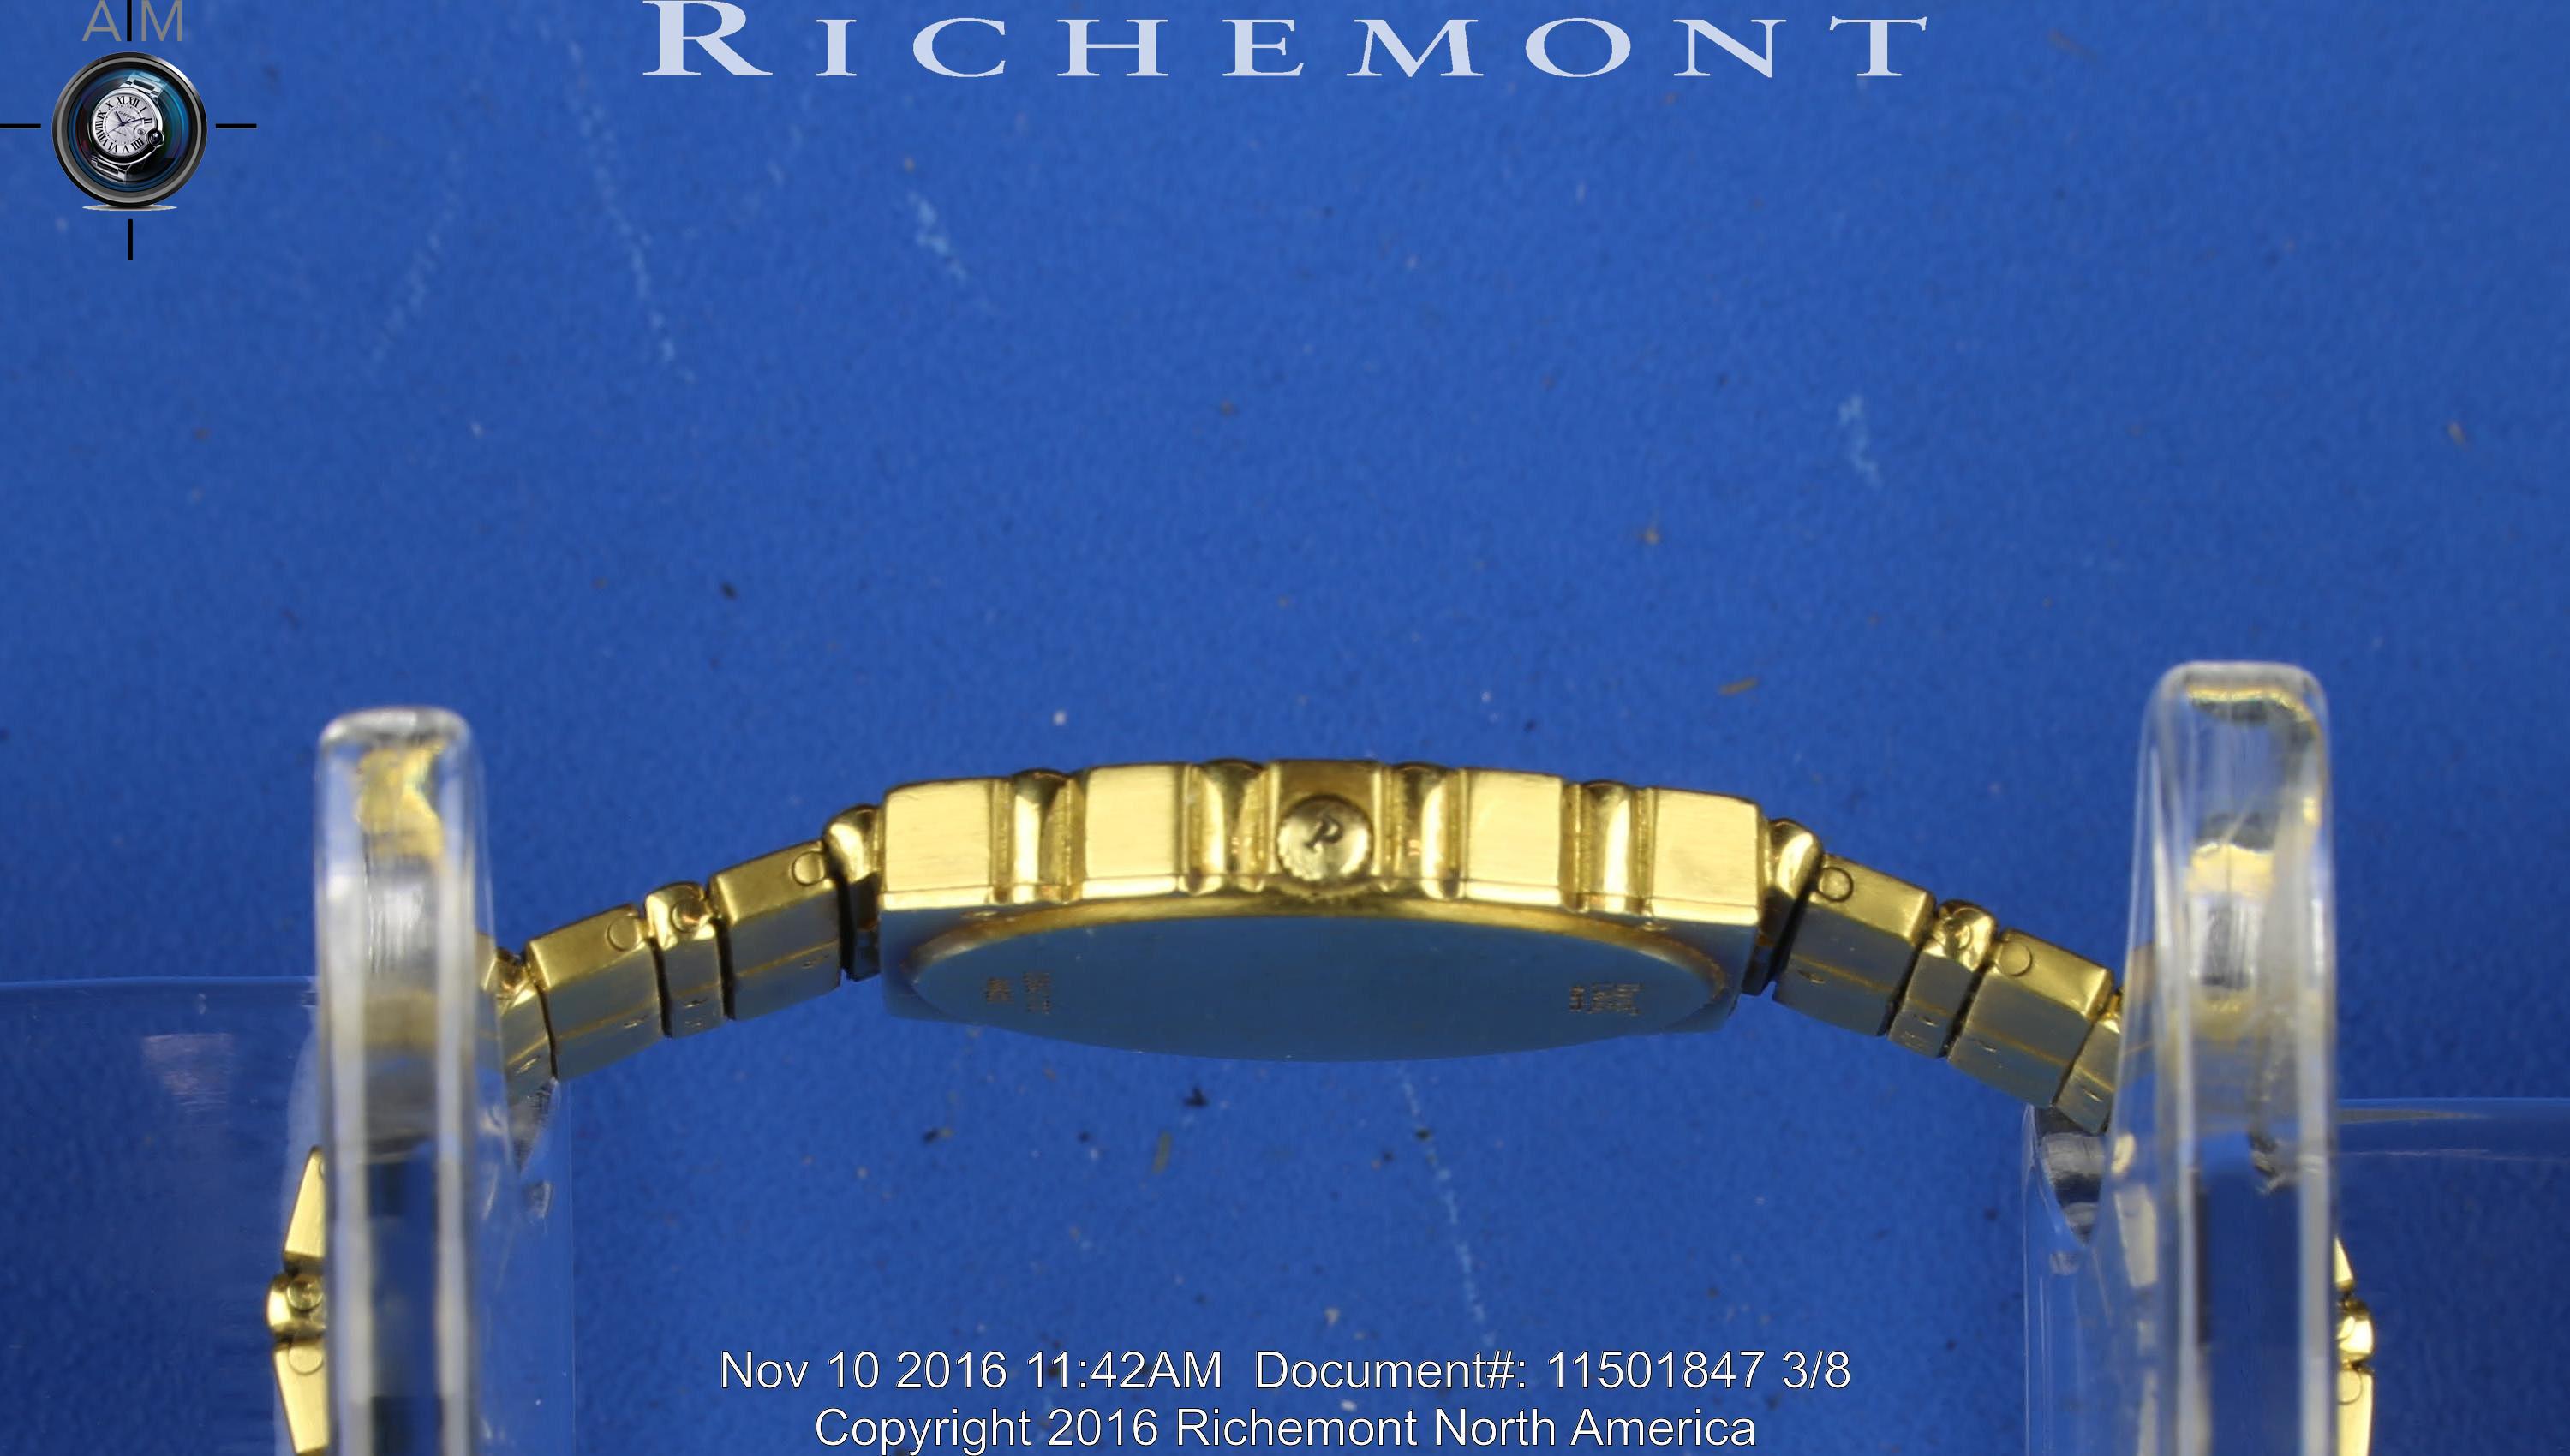 AIM
RICHEMONT
P
Nov 10 2016 11:42AM Document#: 11501847 3/8
Copyright 2016 Richemont North America